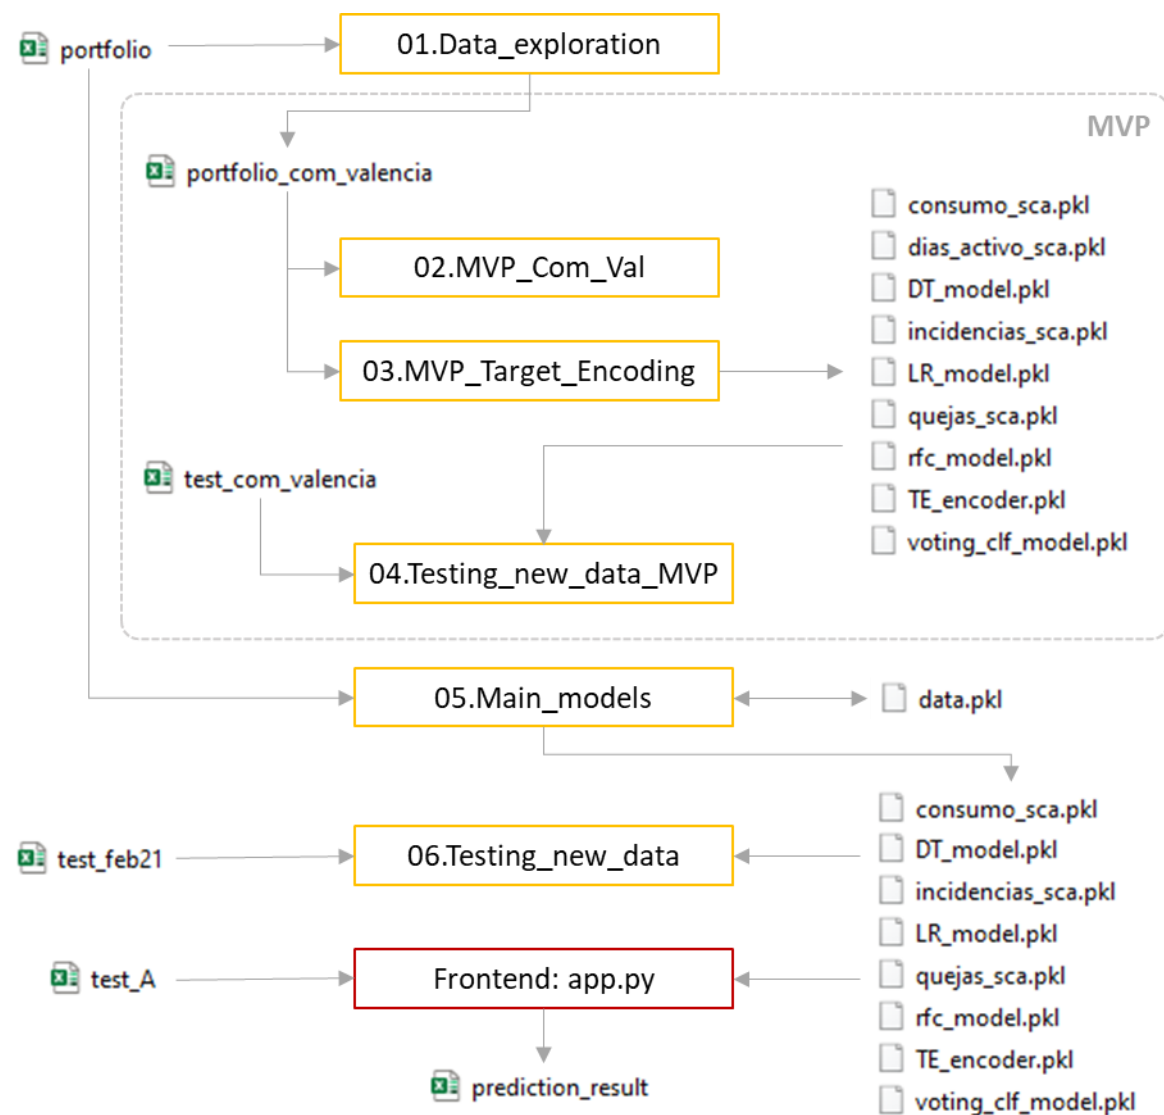 portfolio
01.Data_exploration
MVP
portfolio_com_valencia
consumo_sca.pkl
dias_activo_sca.pkl
02.MVP_Com_Val
DT_model.pkl
incidencias_sca.pkl
03.MVP_Target_Encoding
LR_model.pkl
quejas_sca.pkl
rfc_model.pkl
test_com_valencia
TE_encoder.pkl
voting_clf_model.pkl
04.Testing_new_data_MVP
05.Main_models
data.pkl
consumo_sca.pkl
test_feb21
06.Testing_new_data
DT_model.pkl
incidencias_sca.pkl
LR_model.pkl
test_A
Frontend: app.py
quejas_sca.pkl
rfc_model.pkl
TE_encoder.pkl
prediction_result
voting_clf_model.pkl